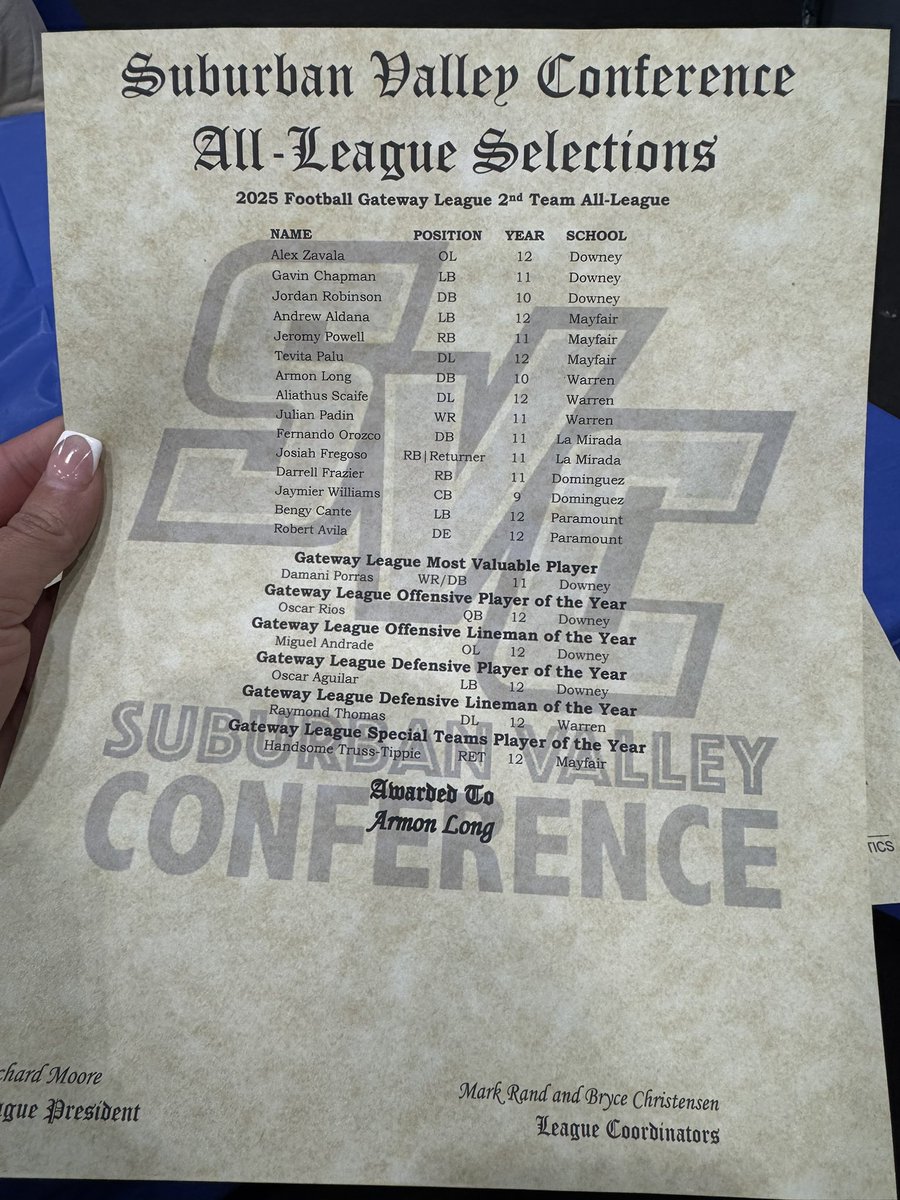 Suburban Valley Conference
All-League Selections
2025 Football Gateway League 2nd Team All-League
NAME POSITION YEAR SCHOOL
Alex Zavala OL 12 Downey
Gavin Chapman LB 11 Downey
Jordan Robinson DB 10 Downey
Andrew Aldana LB 12 Mayfair
Jeromy Powell RB 11 Mayfair
Tevita Palu DL 12 Mayfair
Armon Long DB 10 Warren
Aliathus Scaife DL 12 Warren
Julian Padin WR 11 Warren
Fernando Orozco DB 11 La Mirada
Josiah Fregoso RB|Returner 11 La Mirada
Darrell Frazier RB 11 Dominguez
Jaymier Williams CB 9 Dominguez
Bengy Cante LB 12 Paramount
Robert Avila DE 12 Paramount
Gateway League Most Valuable Player
Damani Porras WR/DB 11 Downey
Gateway League Offensive Player of the Year
Oscar Rios QB 12 Downey
Gateway League Offensive Lineman of the Year
Miguel Andrade OL 12 Downey
Gateway League Defensive Player of the Year
Oscar Aguilar LB 12 Downey
Gateway League Defensive Lineman of the Year
Raymond Thomas DL 12 Warren
Gateway League Special Teams Player of the Year
Handsome Truss-Tippie RET 12 Mayfair
SVC
SUBURBAN VALLEY
CONFERENCE
Awarded To
Armon Long
TICS
chard Moore
gue President
Mark Rand and Bryce Christensen
League Coordinators